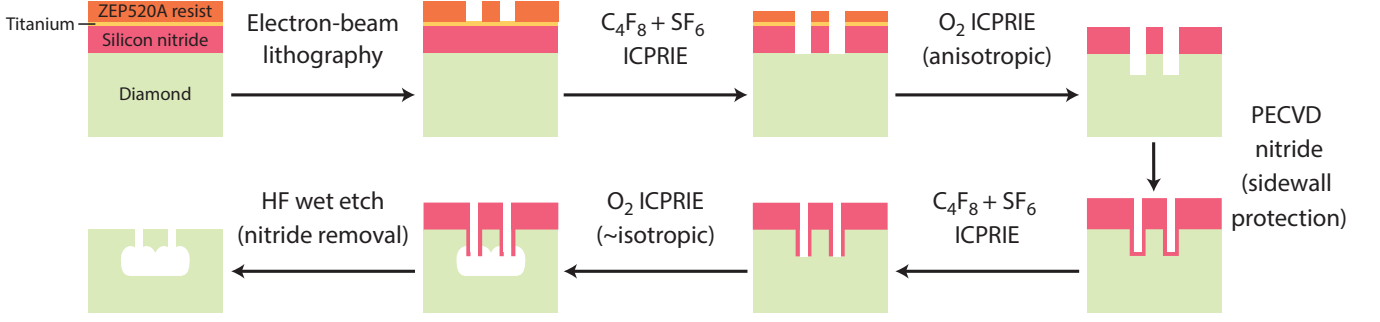 ZEP520A resist
Titanium
Silicon nitride
Diamond
Electron-beam
lithography
C₄F₈ + SF₆
ICPRIE
O₂ ICPRIE
(anisotropic)
PECVD
nitride
(sidewall
protection)
C₄F₈ + SF₆
ICPRIE
O₂ ICPRIE
(~isotropic)
HF wet etch
(nitride removal)